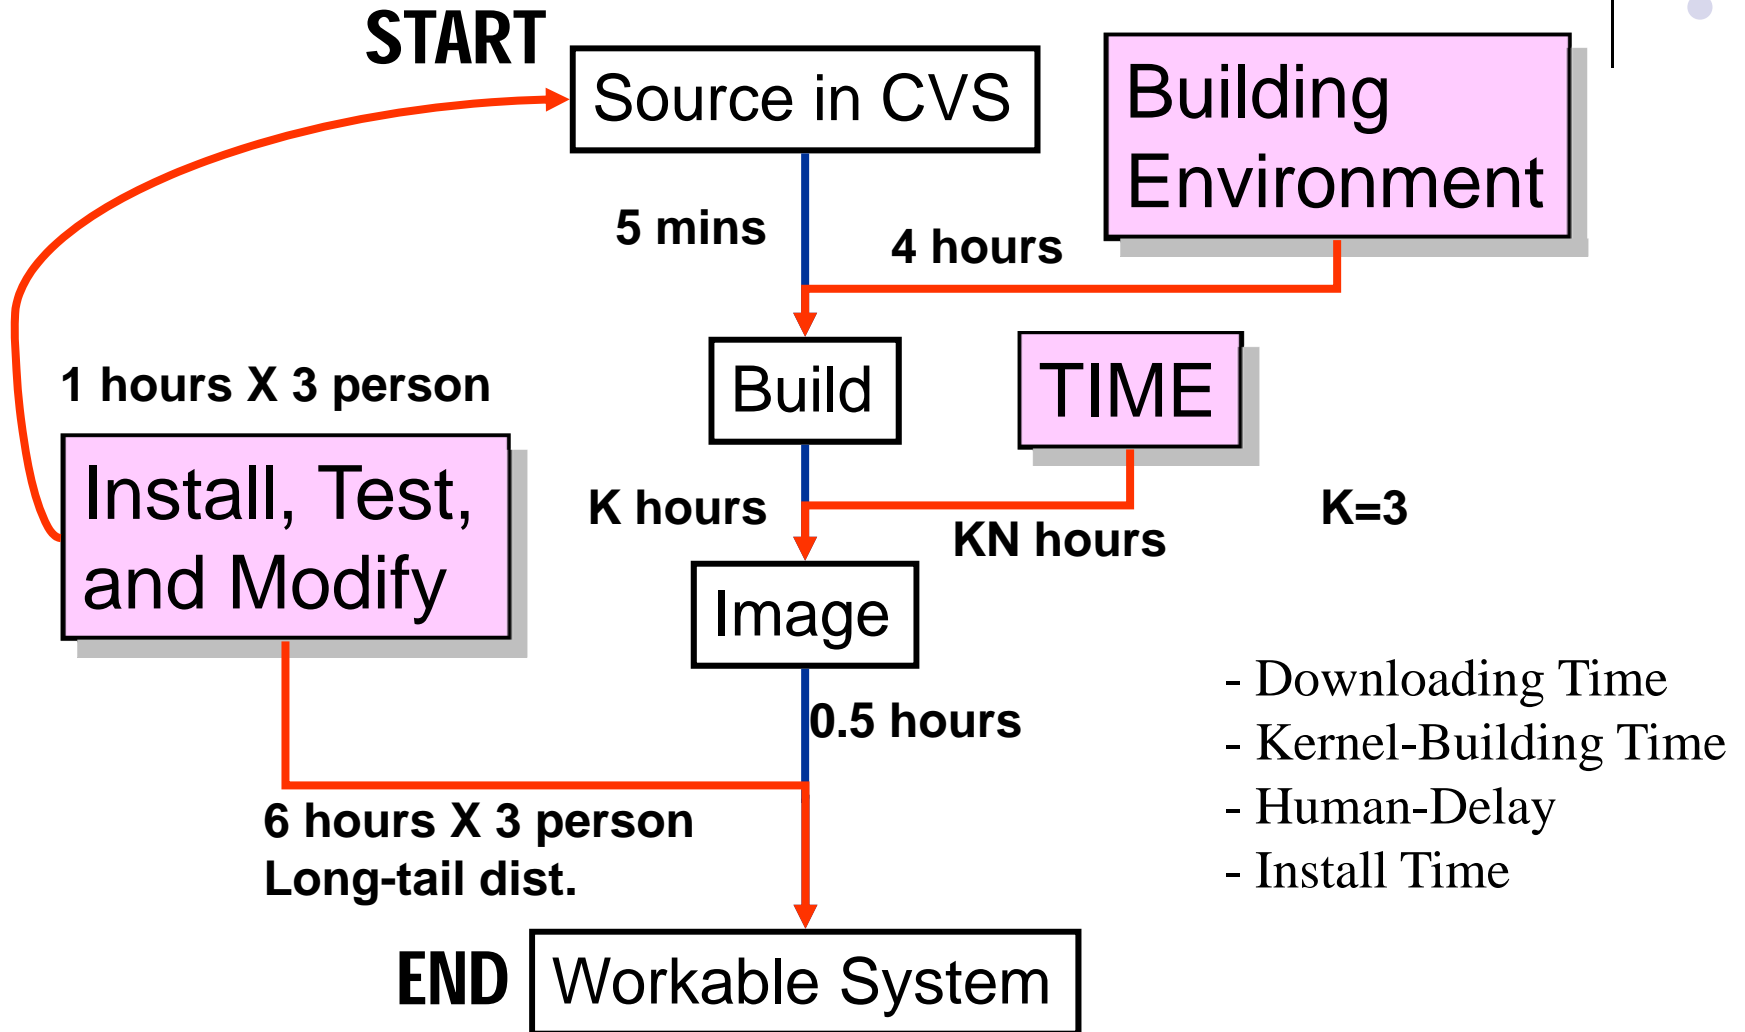 START
Source in CVS
Building
Environment
5 mins
4 hours
Build
TIME
1 hours X 3 person
Install, Test,
and Modify
K hours
KN hours
K=3
Image
0.5 hours
- Downloading Time
- Kernel-Building Time
- Human-Delay
- Install Time
6 hours X 3 person
Long-tail dist.
END
Workable System